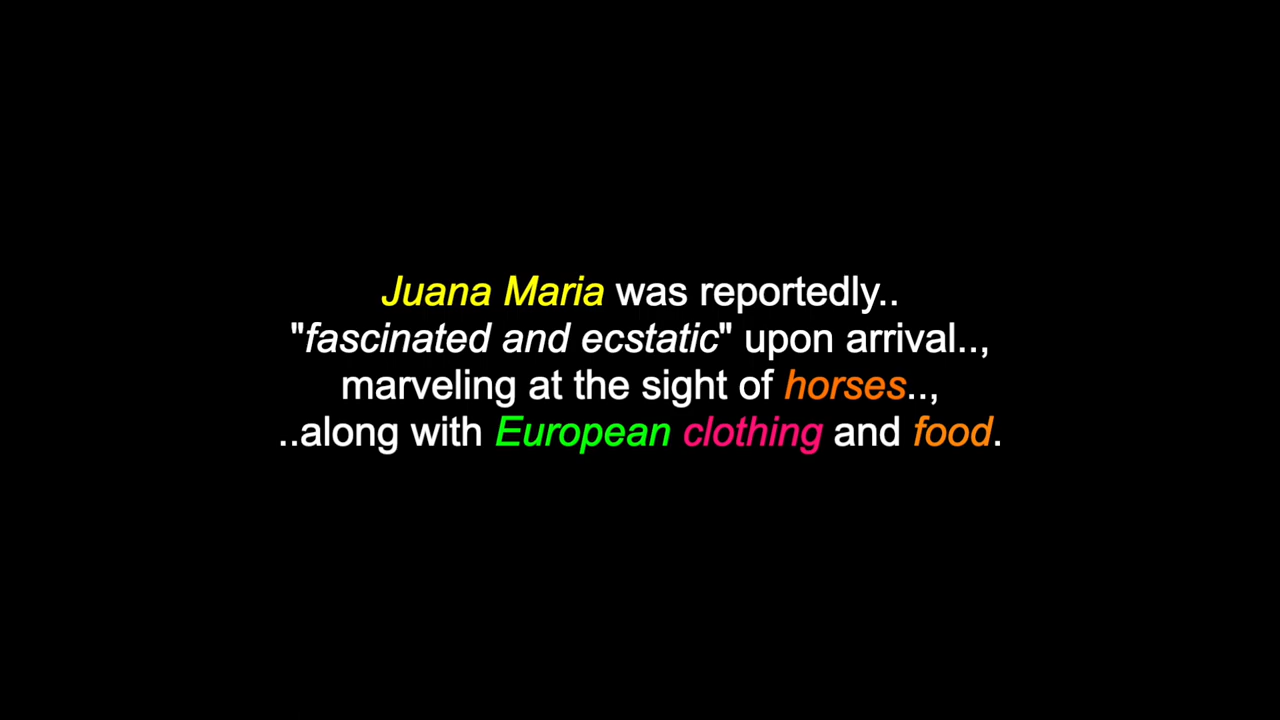 Juana Maria was reportedly..
"fascinated and ecstatic" upon arrival..,
marveling at the sight of horses..,
..along with European clothing and food.